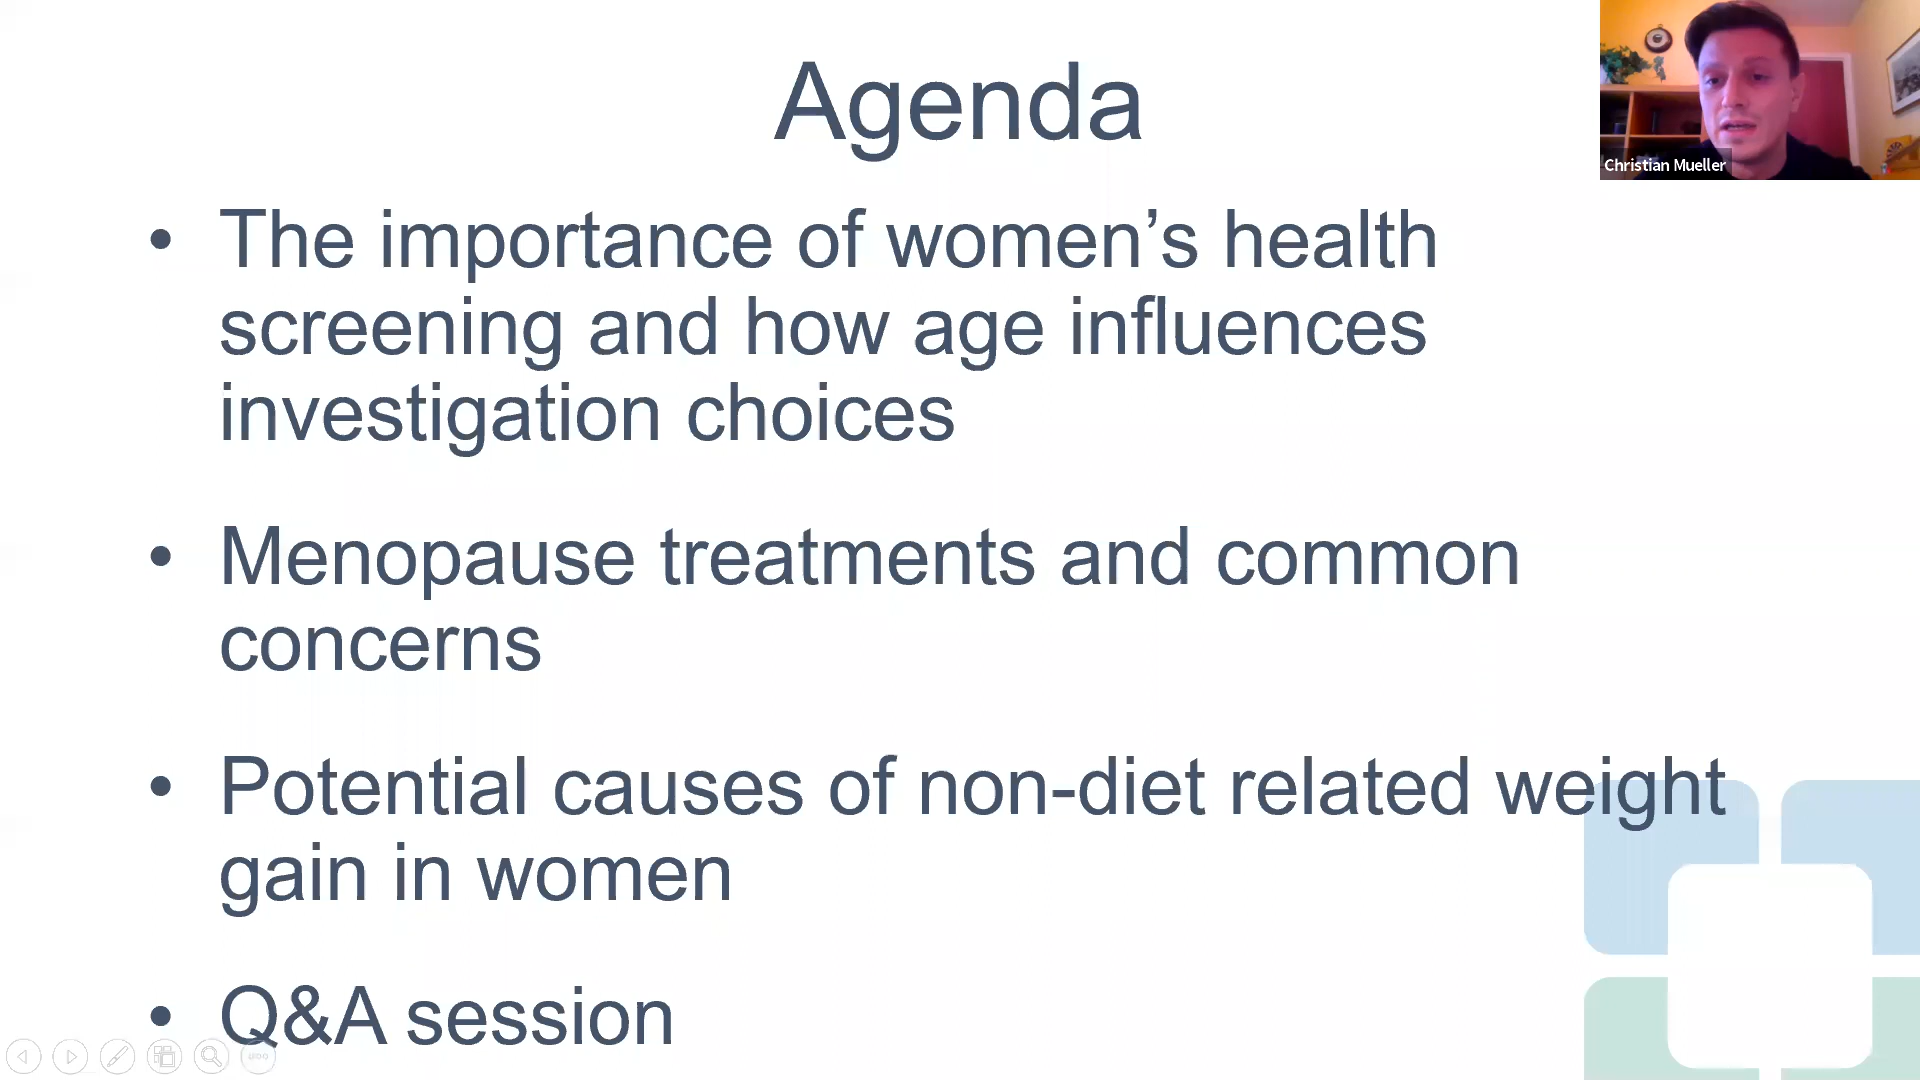 Agenda
Christian Mueller
• The importance of women’s health
screening and how age influences
investigation choices
• Menopause treatments and common
concerns
• Potential causes of non-diet related weight
gain in women
• Q&A session